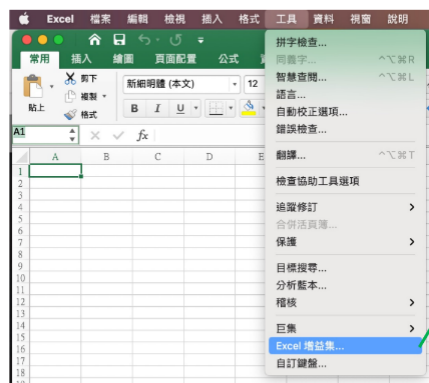 Excel 檔案 編輯 檢視 插入 格式 工具 資料 視窗 說明
常用 插入 繪圖 頁面配置 公式
貼上
剪下
複製
格式
新細明體 (本文) 12
B I U
A1
fx
A B C D E
1
2
3
4
5
6
7
8
9
10
11
12
13
14
15
16
17
18
拼字檢查...
同義字... ^⌥⌘R
智慧查閱... ^⌥⌘L
語言...
自動校正選項...
錯誤檢查...
翻譯... ^⌥⌘T
檢查協助工具選項
追蹤修訂
合併活頁簿...
保護
目標搜尋...
分析藍本...
稽核
巨集
Excel 增益集...
自訂鍵盤...